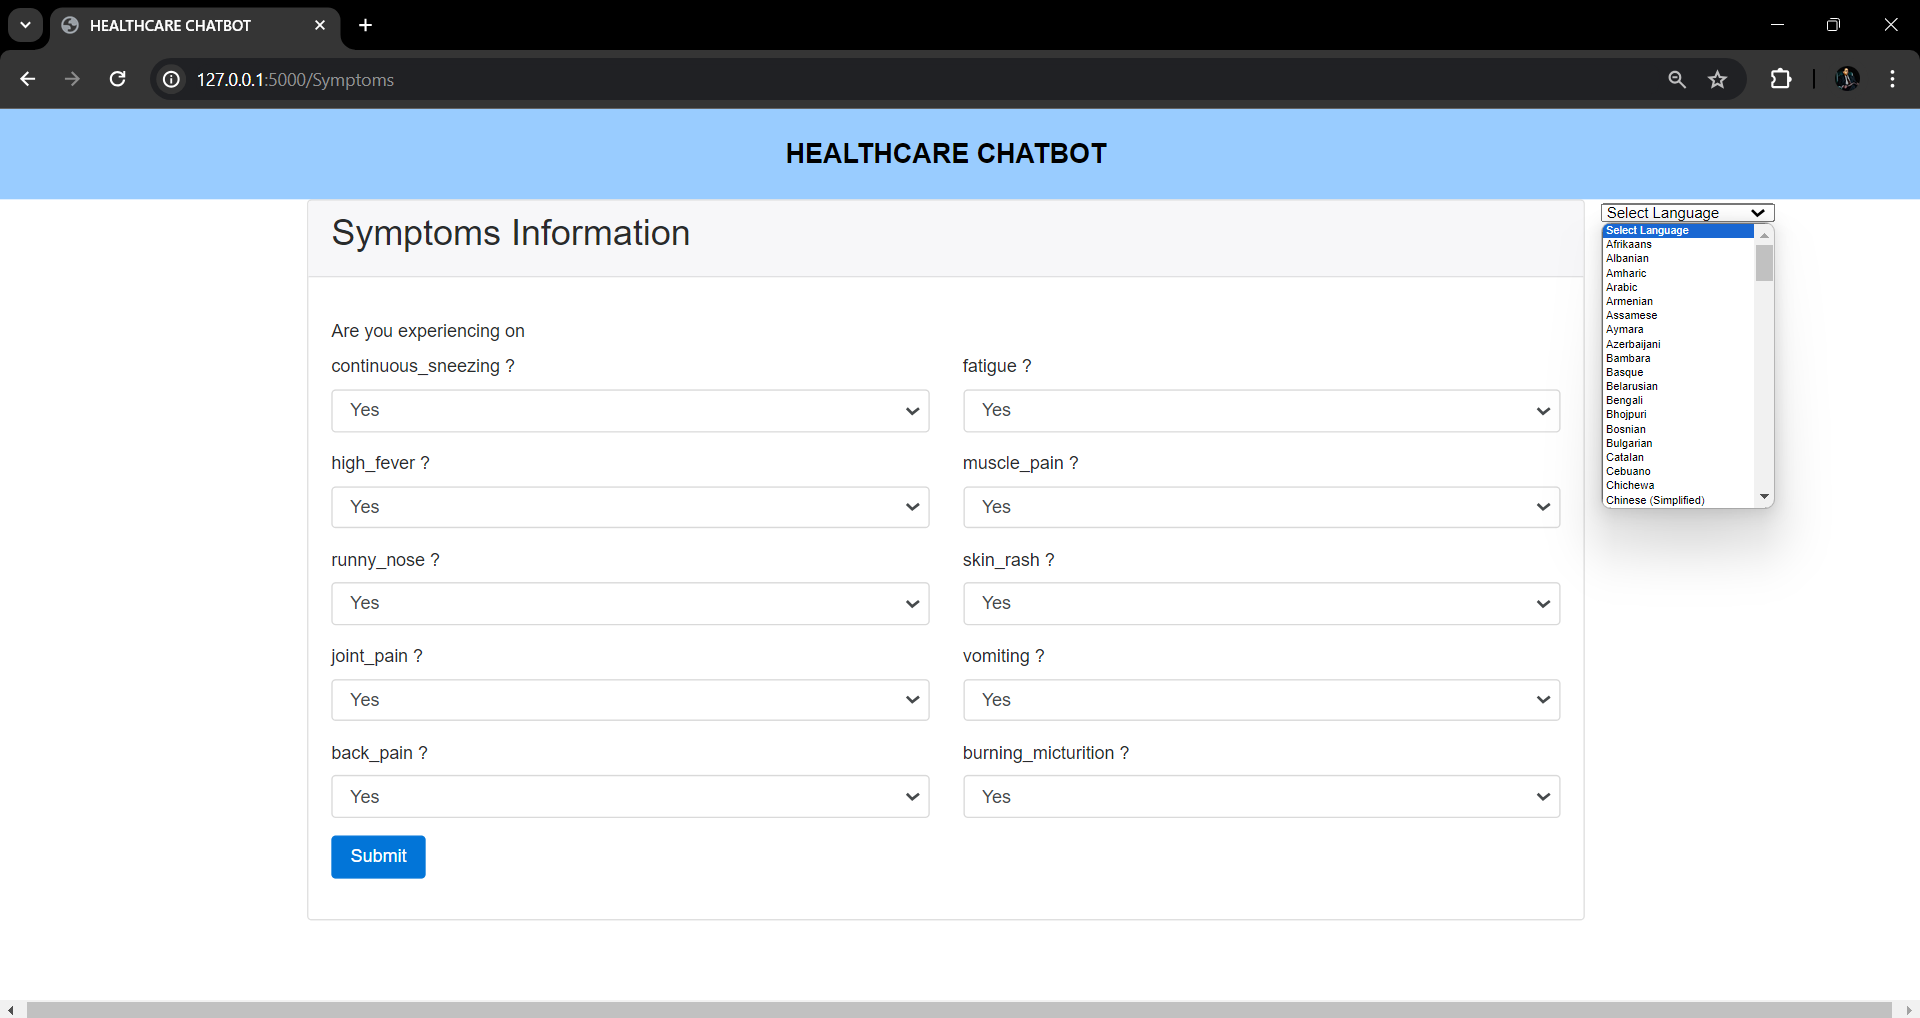 HEALTHCARE CHATBOT
127.0.0.1:5000/Symptoms
HEALTHCARE CHATBOT
Symptoms Information
Select Language
Select Language
Afrikaans
Albanian
Amharic
Arabic
Armenian
Assamese
Aymara
Azerbaijani
Bambara
Basque
Belarusian
Bengali
Bhojpuri
Bosnian
Bulgarian
Catalan
Cebuano
Chichewa
Chinese (Simplified)
Are you experiencing on
continuous_sneezing ?
fatigue ?
Yes
Yes
high_fever ?
muscle_pain ?
Yes
Yes
runny_nose ?
skin_rash ?
Yes
Yes
joint_pain ?
vomiting ?
Yes
Yes
back_pain ?
burning_micturition ?
Yes
Yes
Submit